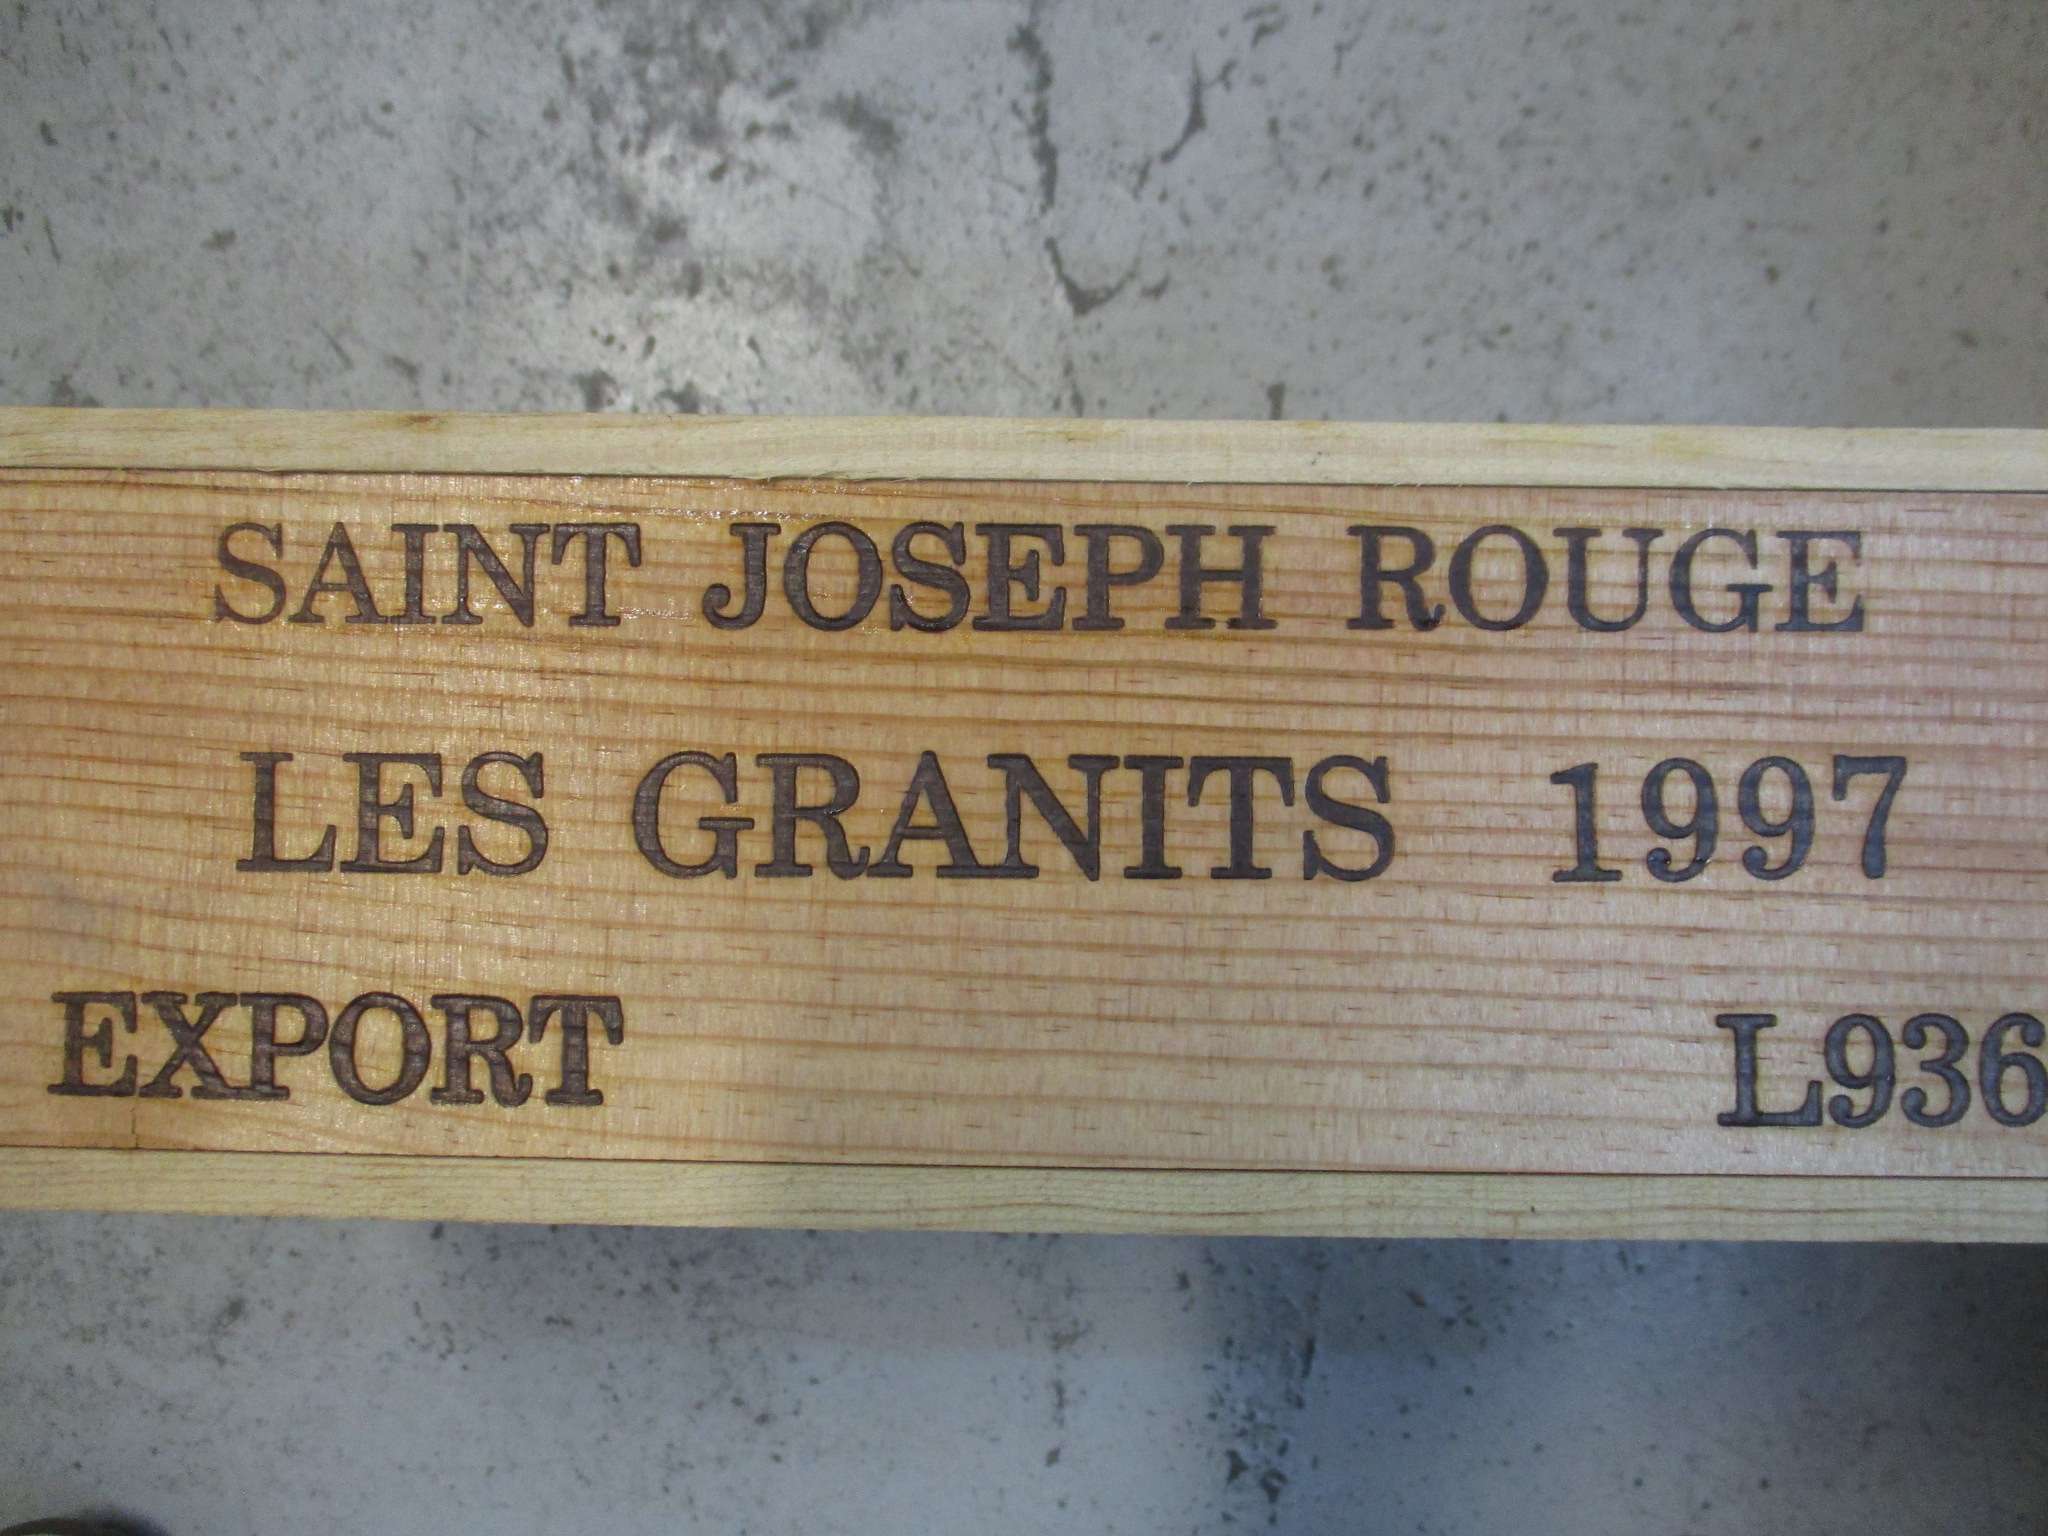 SAINT JOSEPH ROUGE
LES GRANITS 1997
EXPORT L936